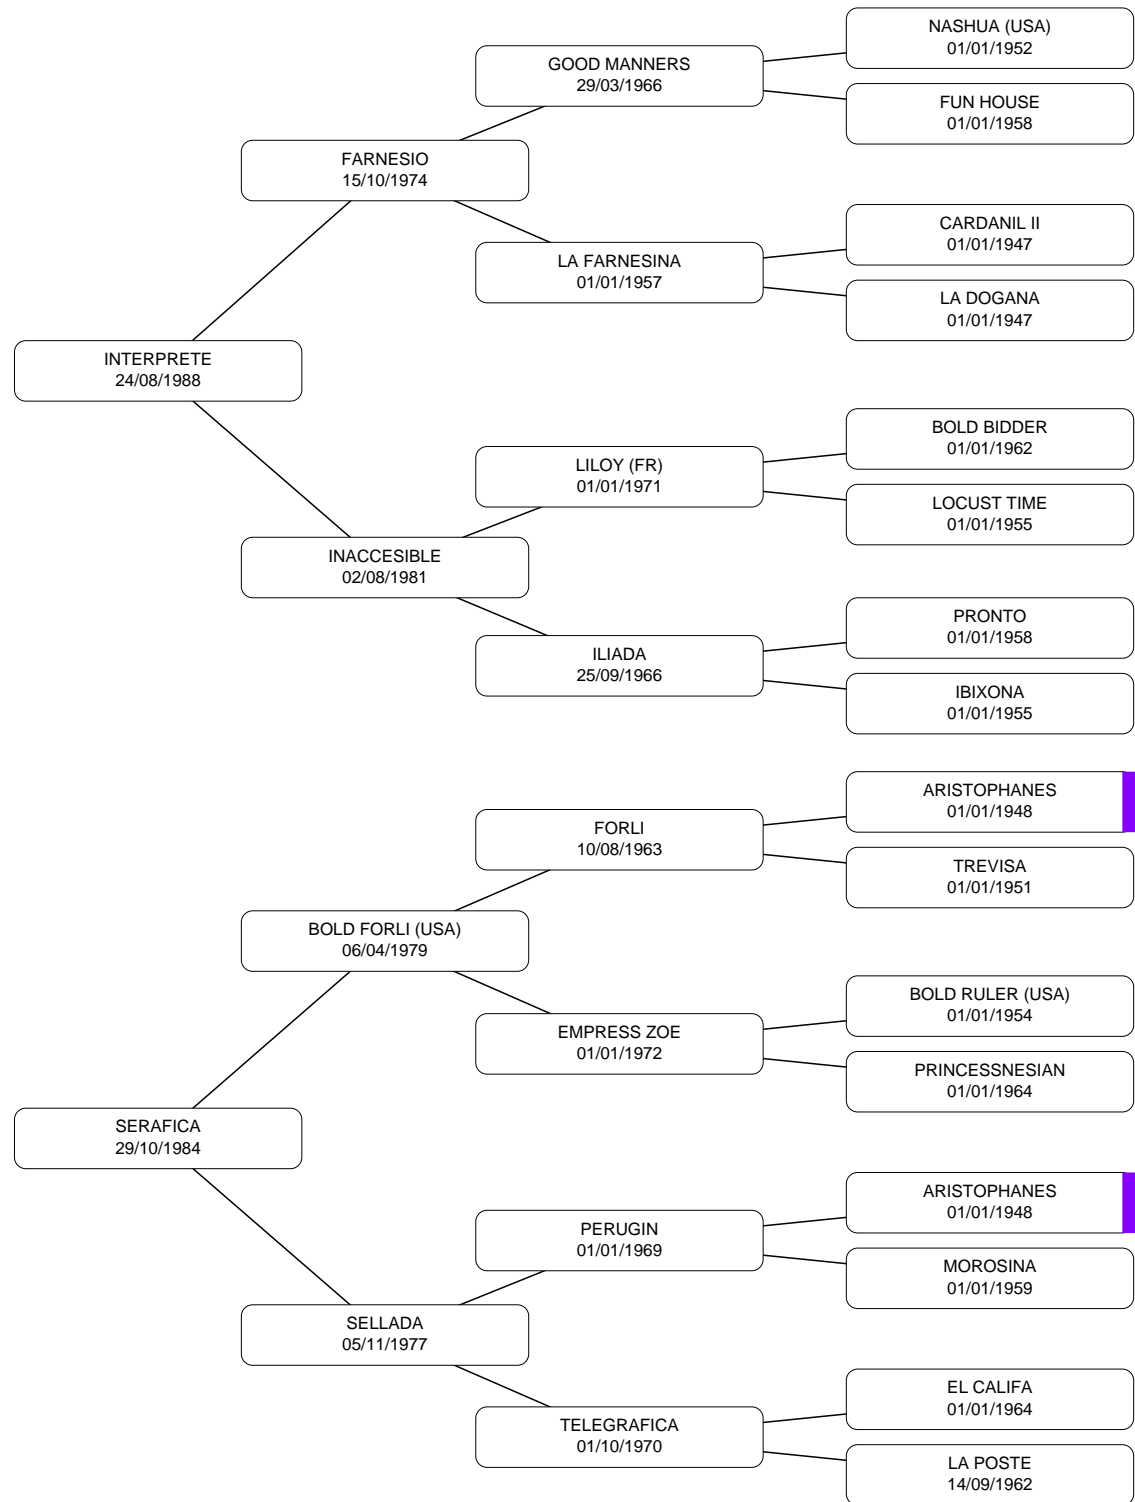 NASHUA (USA)
01/01/1952
GOOD MANNERS
29/03/1966
FUN HOUSE
01/01/1958
FARNESIO
15/10/1974
CARDANIL II
01/01/1947
LA FARNESINA
01/01/1957
LA DOGANA
01/01/1947
INTERPRETE
24/08/1988
BOLD BIDDER
01/01/1962
LILOY (FR)
01/01/1971
LOCUST TIME
01/01/1955
INACCESIBLE
02/08/1981
PRONTO
01/01/1958
ILIADA
25/09/1966
IBIXONA
01/01/1955
ARISTOPHANES
01/01/1948
FORLI
10/08/1963
TREVISA
01/01/1951
BOLD FORLI (USA)
06/04/1979
BOLD RULER (USA)
01/01/1954
EMPRESS ZOE
01/01/1972
PRINCESSNESIAN
01/01/1964
SERAFICA
29/10/1984
ARISTOPHANES
01/01/1948
PERUGIN
01/01/1969
MOROSINA
01/01/1959
SELLADA
05/11/1977
EL CALIFA
01/01/1964
TELEGRAFICA
01/10/1970
LA POSTE
14/09/1962